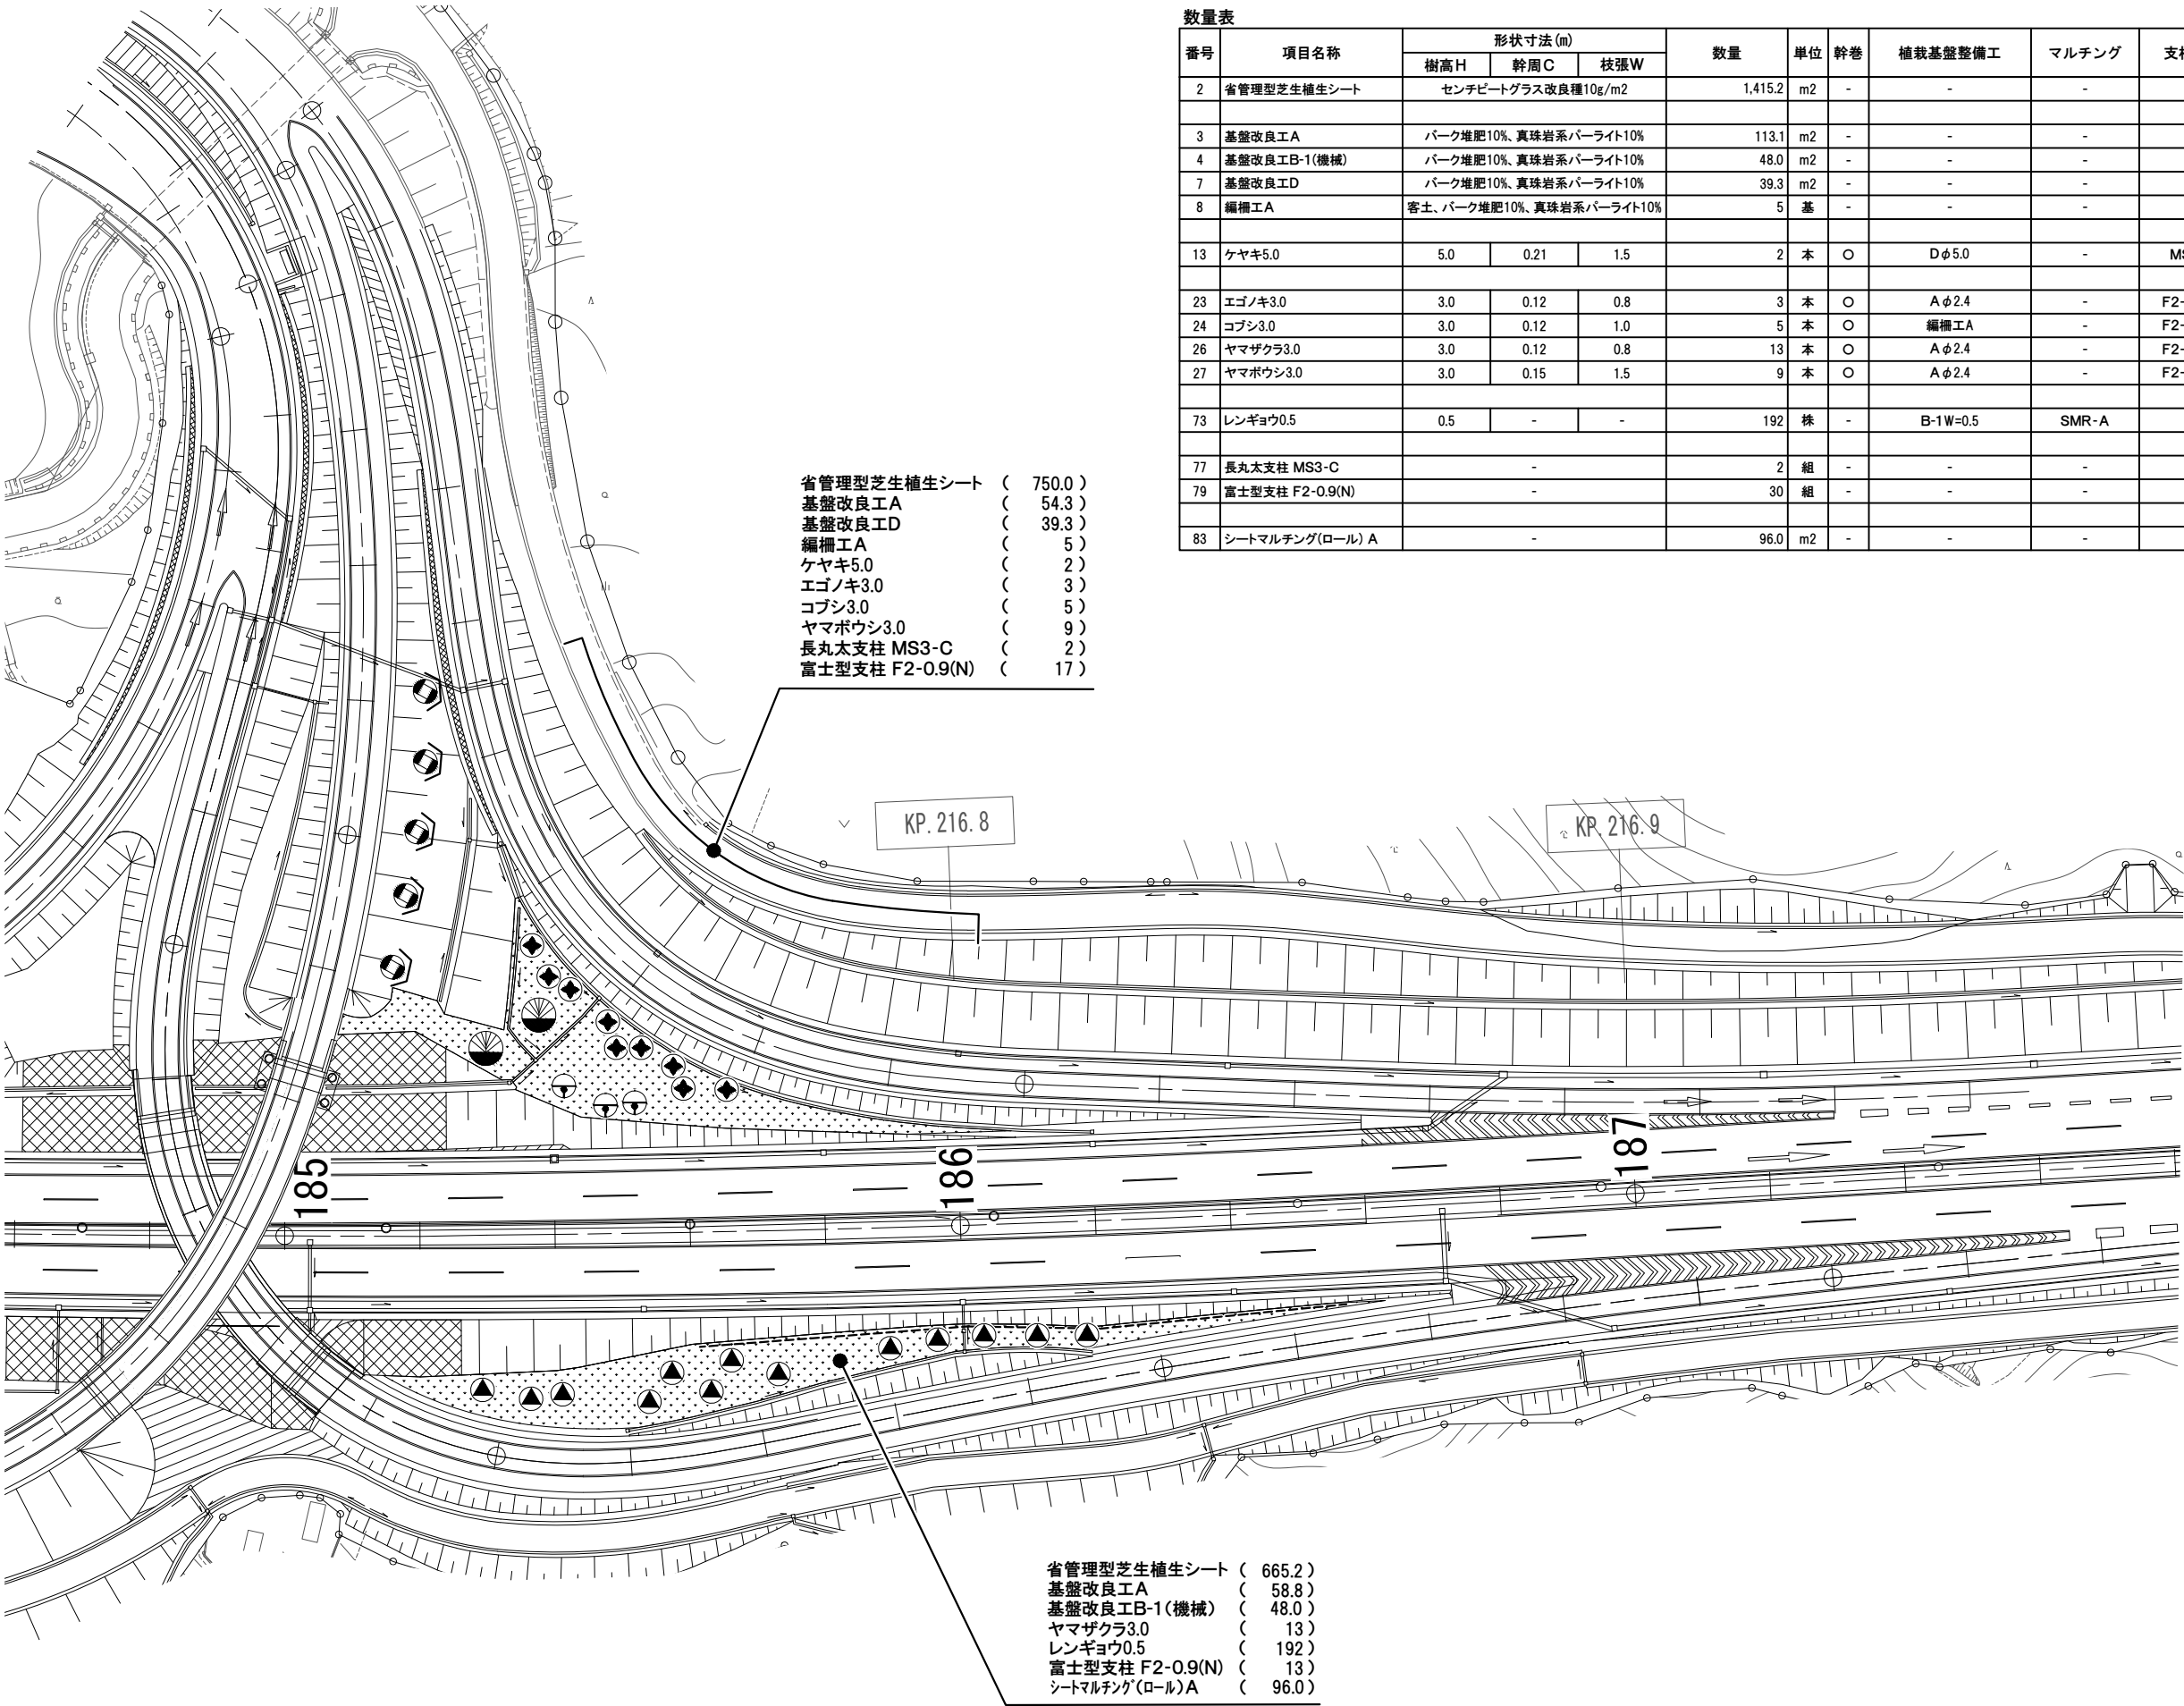 数量表
番号 項目名称 形状寸法(m) 数量 単位 幹巻 植栽基盤整備工 マルチング
樹高H 幹周C 枝張W
2 省管理型芝生植生シート センチピートグラス改良種10g/m2 1,415.2 m2 - - -
3 基盤改良工A バーク堆肥10%、真珠岩系パーライト10% 113.1 m2 - - -
4 基盤改良工B-1(機械) バーク堆肥10%、真珠岩系パーライト10% 48.0 m2 - - -
7 基盤改良工D バーク堆肥10%、真珠岩系パーライト10% 39.3 m2 - - -
8 編柵工A 客土、バーク堆肥10%、真珠岩系パーライト10% 5 基 - - -
13 ケヤキ5.0 5.0 0.21 1.5 2 本 ○ Dφ5.0 -
23 エゴノキ3.0 3.0 0.12 0.8 3 本 ○ Aφ2.4 - F2-
24 コブシ3.0 3.0 0.12 1.0 5 本 ○ 編柵工A - F2-
26 ヤマザクラ3.0 3.0 0.12 0.8 13 本 ○ Aφ2.4 - F2-
27 ヤマボウシ3.0 3.0 0.15 1.5 9 本 ○ Aφ2.4 - F2-
73 レンギョウ0.5 0.5 - - 192 株 - B-1W=0.5 SMR-A
77 長丸太支柱 MS3-C - 2 組 - - -
79 富士型支柱 F2-0.9(N) - 30 組 - - -
83 シートマルチング(ロール) A - 96.0 m2 - - -
省管理型芝生植生シート ( 750.0 )
基盤改良工A ( 54.3 )
基盤改良工D ( 39.3 )
編柵工A ( 5 )
ケヤキ5.0 ( 2 )
エゴノキ3.0 ( 3 )
コブシ3.0 ( 5 )
ヤマボウシ3.0 ( 9 )
長丸太支柱 MS3-C ( 2 )
富士型支柱 F2-0.9(N) ( 17 )
KP. 216. 8
KP. 216. 9
185
186
187
省管理型芝生植生シート ( 665.2 )
基盤改良工A ( 58.8 )
基盤改良工B-1(機械) ( 48.0 )
ヤマザクラ3.0 ( 13 )
レンギョウ0.5 ( 192 )
富士型支柱 F2-0.9(N) ( 13 )
シートマルチング(ロール)A ( 96.0 )